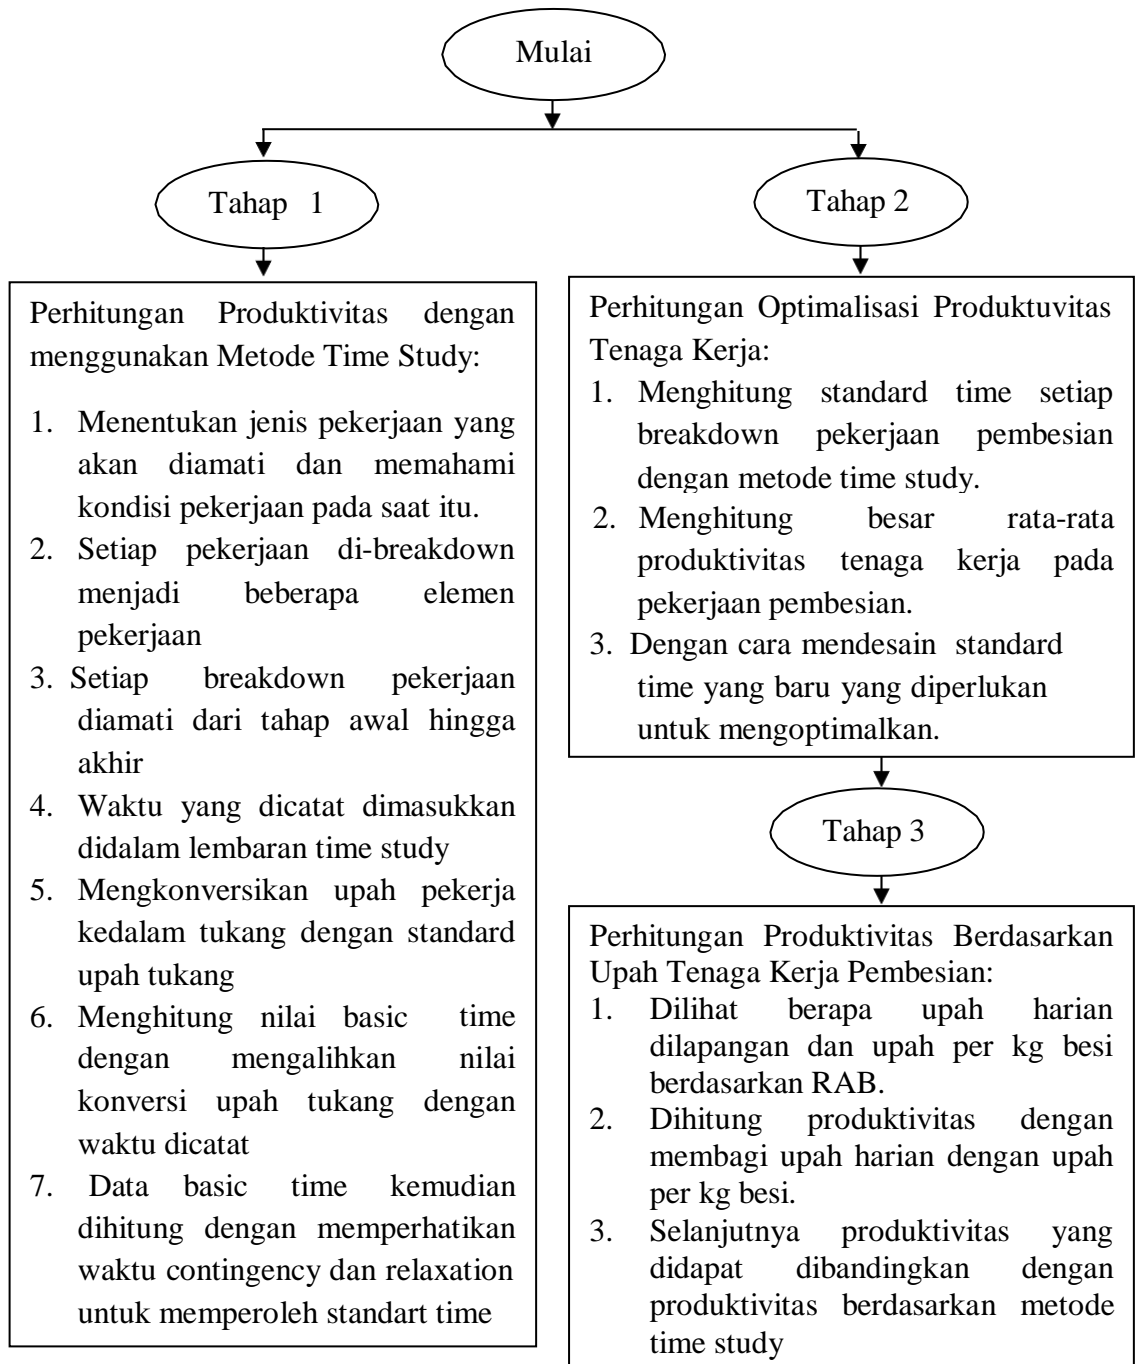 Mulai
Tahap 1
Perhitungan Produktivitas dengan
menggunakan Metode Time Study:
1. Menentukan jenis pekerjaan yang
akan diamati dan memahami
kondisi pekerjaan pada saat itu.
2. Setiap pekerjaan di-breakdown
menjadi beberapa elemen
pekerjaan
3. Setiap breakdown pekerjaan
diamati dari tahap awal hingga
akhir
4. Waktu yang dicatat dimasukkan
didalam lembaran time study
5. Mengkonversikan upah pekerja
kedalam tukang dengan standard
upah tukang
6. Menghitung nilai basic time
dengan mengalihkan nilai
konversi upah tukang dengan
waktu dicatat
7. Data basic time kemudian
dihitung dengan memperhatikan
waktu contingency dan relaxation
untuk memperoleh standart time
Tahap 2
Perhitungan Optimalisasi Produktuvitas
Tenaga Kerja:
1. Menghitung standard time setiap
breakdown pekerjaan pembesian
dengan metode time study.
2. Menghitung besar rata-rata
produktivitas tenaga kerja pada
pekerjaan pembesian.
3. Dengan cara mendesain standard
time yang baru yang diperlukan
untuk mengoptimalkan.
Tahap 3
Perhitungan Produktivitas Berdasarkan
Upah Tenaga Kerja Pembesian:
1. Dilihat berapa upah harian
dilapangan dan upah per kg besi
berdasarkan RAB.
2. Dihitung produktivitas dengan
membagi upah harian dengan upah
per kg besi.
3. Selanjutnya produktivitas yang
didapat dibandingkan dengan
produktivitas berdasarkan metode
time study